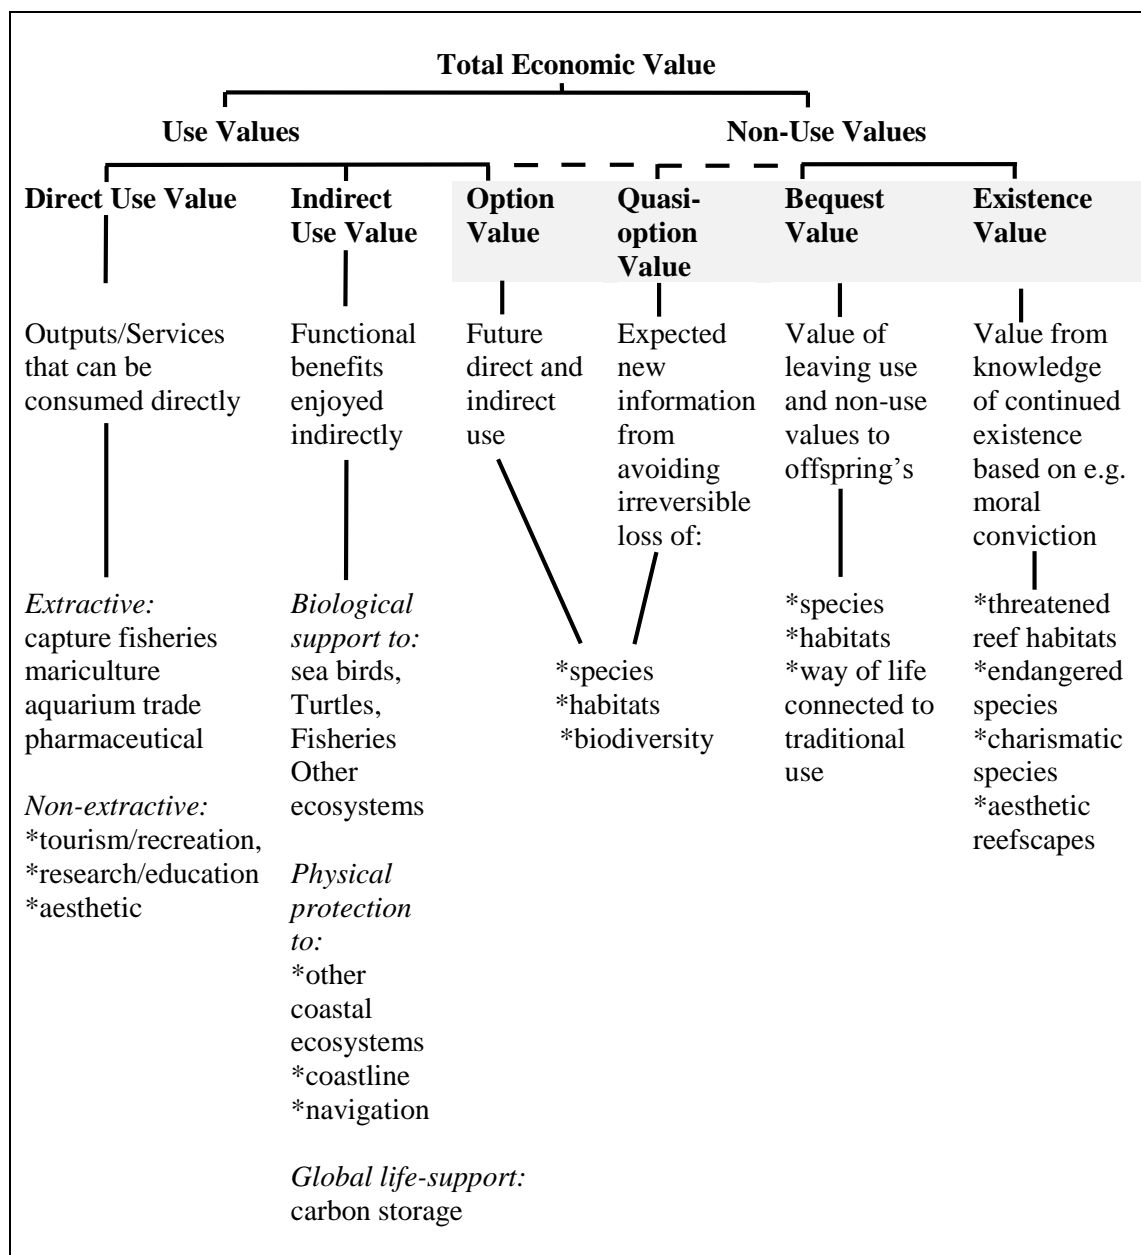 Total Economic Value
Use Values
Non-Use Values
Direct Use Value
Indirect
Use Value
Option
Value
Quasi-
option
Value
Bequest
Value
Existence
Value
Outputs/Services
that can be
consumed directly
Functional
benefits
enjoyed
indirectly
Future
direct and
indirect
use
Expected
new
information
from
avoiding
irreversible
loss of:
Value of
leaving use
and non-use
values to
offspring’s
Value from
knowledge
of continued
existence
based on e.g.
moral
conviction
Extractive:
capture fisheries
mariculture
aquarium trade
pharmaceutical
Non-extractive:
*tourism/recreation,
*research/education
*aesthetic
Biological
support to:
sea birds,
Turtles,
Fisheries
Other
ecosystems
Physical
protection
to:
*other
coastal
ecosystems
*coastline
*navigation
Global life-support:
carbon storage
*species
*habitats
*biodiversity
*species
*habitats
*way of life
connected to
traditional
use
*threatened
reef habitats
*endangered
species
*charismatic
species
*aesthetic
reefscapes